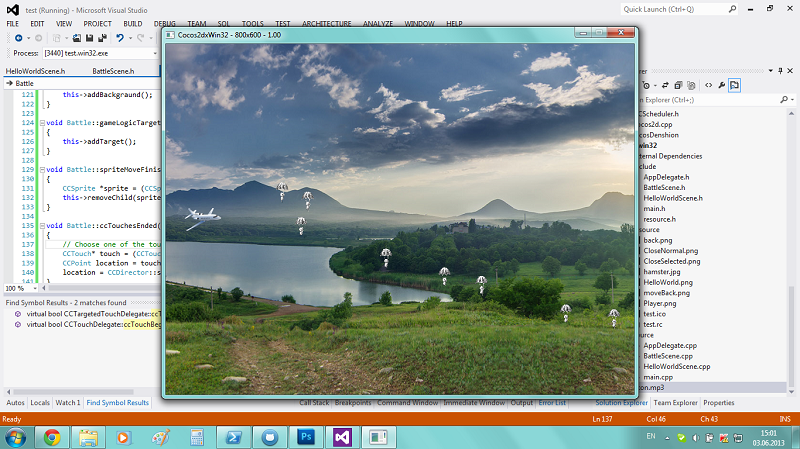 test (Running) - Microsoft Visual Studio
Quick Launch (Ctrl+Q)
FILE EDIT VIEW PROJECT BUILD DEBUG TEAM SQL TOOLS TEST ARCHITECTURE ANALYZE WINDOW HELP
Process: [3440] test.win32.exe
Cocos2dxWin32 - 800x600 - 1.00
HelloWorldScene.h BattleScene.h
Battle
121 this->addBackgraund();
122 }
123
124 void Battle::gameLogicTarget
125 {
126 this->addTarget();
127 }
128
129 void Battle::spriteMoveFinis
130 {
131 CCSprite *sprite = (CCSp
132 this->removeChild(sprite
133 }
134
135 void Battle::ccTouchesEnded(
136 {
137 // Choose one of the tou
138 CCTouch* touch = (CCTouc
139 CCPoint location = touch
140 location = CCDirector::s
141
100 %
Find Symbol Results - 2 matches found
virtual bool CCTargetedTouchDelegate::ccT
virtual bool CCTouchDelegate::ccTouchBeg
Autos Locals Watch 1 Find Symbol Results
Call Stack Breakpoints Command Window Immediate Window Output Error List Solution Explorer Team Explorer Properties
lorer
n Explorer (Ctrl+;)
CScheduler.h
ocos2d.cpp
cosDenshion
win32
ternal Dependencies
clude
AppDelegate.h
BattleScene.h
HelloWorldScene.h
main.h
resource.h
source
back.png
CloseNormal.png
CloseSelected.png
hamster.jpg
HelloWorld.png
moveBack.png
Player.png
test.ico
test.rc
ource
AppDelegate.cpp
BattleScene.cpp
HelloWorldScene.cpp
main.cpp
on.mp3
Ready Ln 137 Col 46 Ch 43 INS
Ps
EN
15:01
03.06.2013